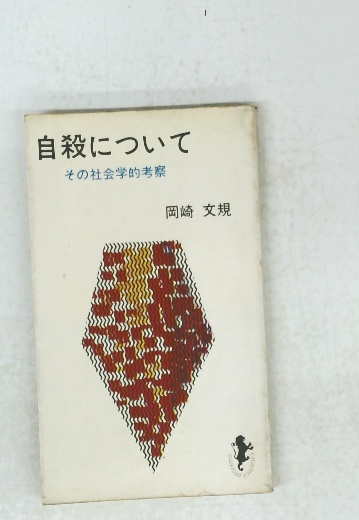 自殺について
その社会学的考察
岡崎 文規